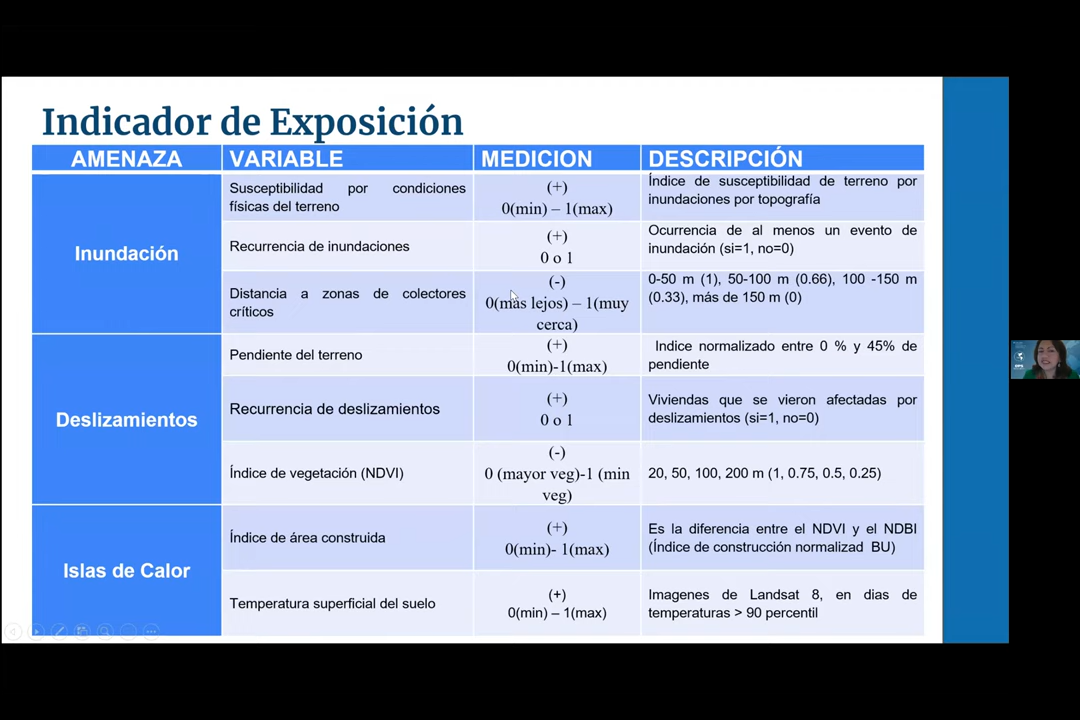 Indicador de Exposición
AMENAZA VARIABLE MEDICION DESCRIPCIÓN
Inundación
Susceptibilidad por condiciones
físicas del terreno
(+)
0(min) – 1(max)
Índice de susceptibilidad de terreno por
inundaciones por topografía
Recurrencia de inundaciones
(+)
0 o 1
Ocurrencia de al menos un evento de
inundación (si=1, no=0)
Distancia a zonas de colectores
críticos
(-)
0(más lejos) – 1(muy
cerca)
0-50 m (1), 50-100 m (0.66), 100 -150 m
(0.33), más de 150 m (0)
Deslizamientos
Pendiente del terreno
(+)
0(min)-1(max)
Indice normalizado entre 0 % y 45% de
pendiente
Recurrencia de deslizamientos
(+)
0 o 1
Viviendas que se vieron afectadas por
deslizamientos (si=1, no=0)
Índice de vegetación (NDVI)
(-)
0 (mayor veg)-1 (min
veg)
20, 50, 100, 200 m (1, 0.75, 0.5, 0.25)
Islas de Calor
Índice de área construida
(+)
0(min)- 1(max)
Es la diferencia entre el NDVI y el NDBI
(Índice de construcción normalizad BU)
Temperatura superficial del suelo
(+)
0(min) – 1(max)
Imagenes de Landsat 8, en dias de
temperaturas > 90 percentil